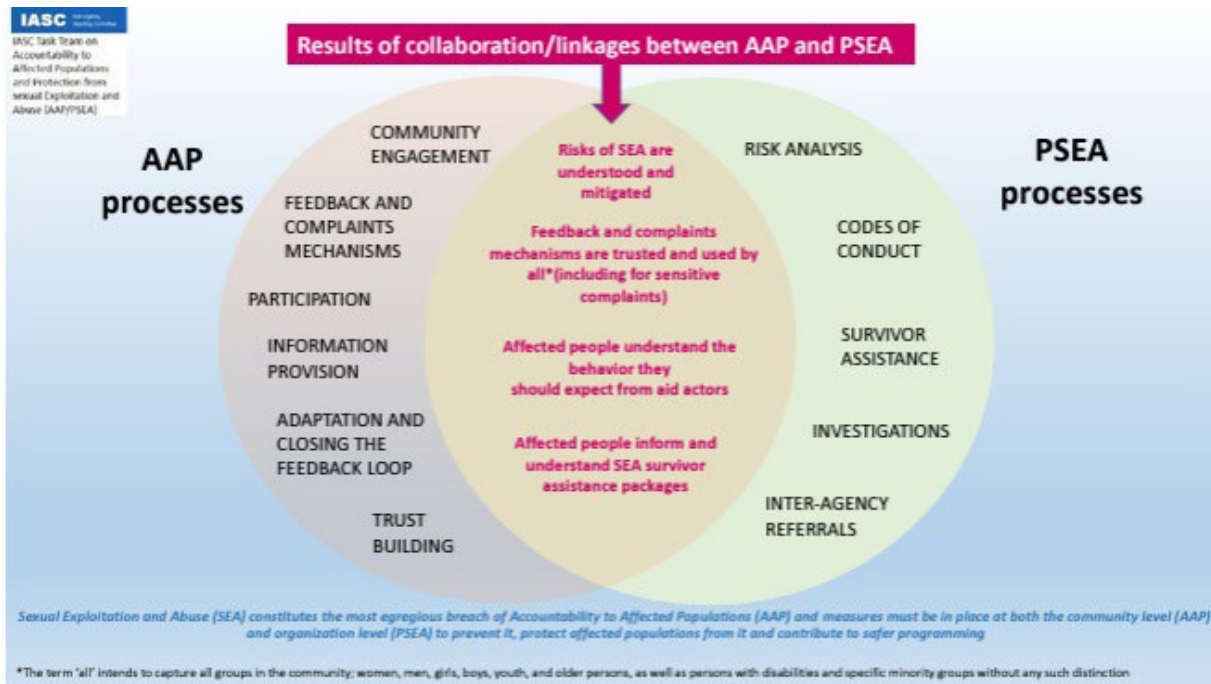 IASC Inter-Agency
Standing Committee
IASC Task Team on
Accountability to
Affected Populations
and Protection from
sexual Exploitation and
Abuse (AAP/PSEA)
Results of collaboration/linkages between AAP and PSEA
AAP
processes
COMMUNITY
ENGAGEMENT
FEEDBACK AND
COMPLAINTS
MECHANISMS
PARTICIPATION
INFORMATION
PROVISION
ADAPTATION AND
CLOSING THE
FEEDBACK LOOP
TRUST
BUILDING
Risks of SEA are
understood and
mitigated
Feedback and complaints
mechanisms are trusted and used by
all*(including for sensitive
complaints)
Affected people understand the
behavior they
should expect from aid actors
Affected people inform and
understand SEA survivor
assistance packages
PSEA
processes
RISK ANALYSIS
CODES OF
CONDUCT
SURVIVOR
ASSISTANCE
INVESTIGATIONS
INTER-AGENCY
REFERRALS
Sexual Exploitation and Abuse (SEA) constitutes the most egregious breach of Accountability to Affected Populations (AAP) and measures must be in place at both the community level (AAP)
and organization level (PSEA) to prevent it, protect affected populations from it and contribute to safer programming
*The term 'all' intends to capture all groups in the community; women, men, girls, boys, youth, and older persons, as well as persons with disabilities and specific minority groups without any such distinction